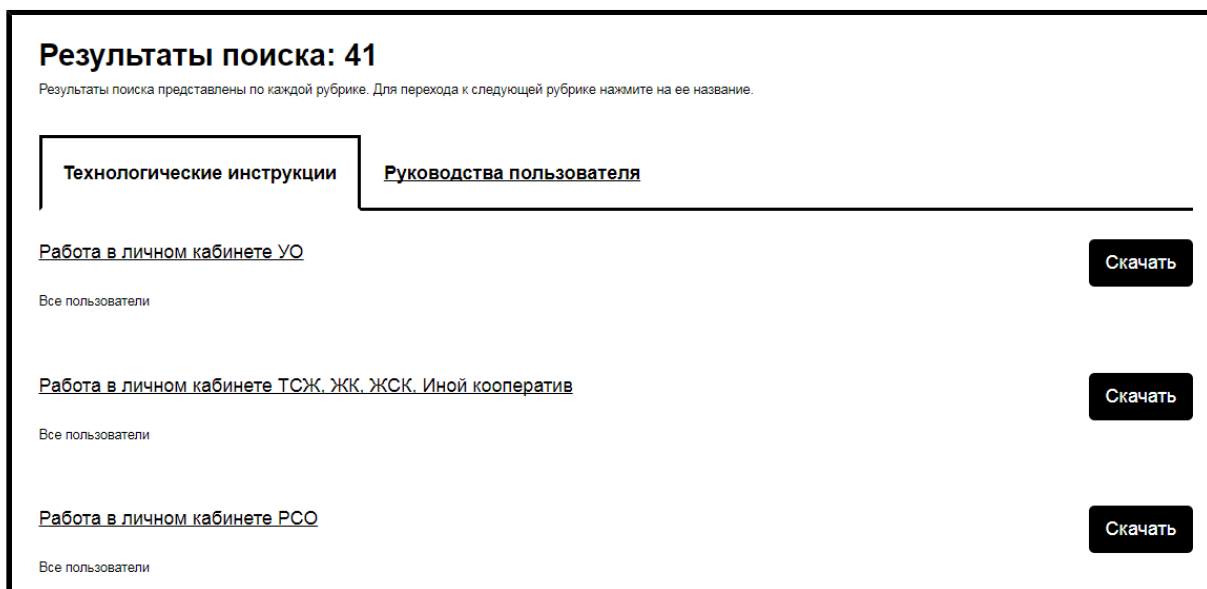 Результаты поиска: 41
Результаты поиска представлены по каждой рубрике. Для перехода к следующей рубрике нажмите на ее название.
Технологические инструкции Руководства пользователя
Работа в личном кабинете УО Скачать
Все пользователи
Работа в личном кабинете ТСЖ, ЖК, ЖСК, Иной кооператив Скачать
Все пользователи
Работа в личном кабинете РСО Скачать
Все пользователи